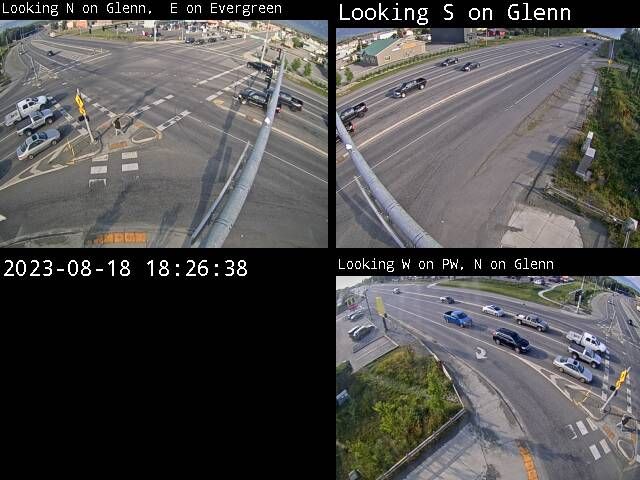 Looking N on Glenn,  E on Evergreen
Looking S on Glenn
2023-08-18 18:26:38
Looking W on PW, N on Glenn